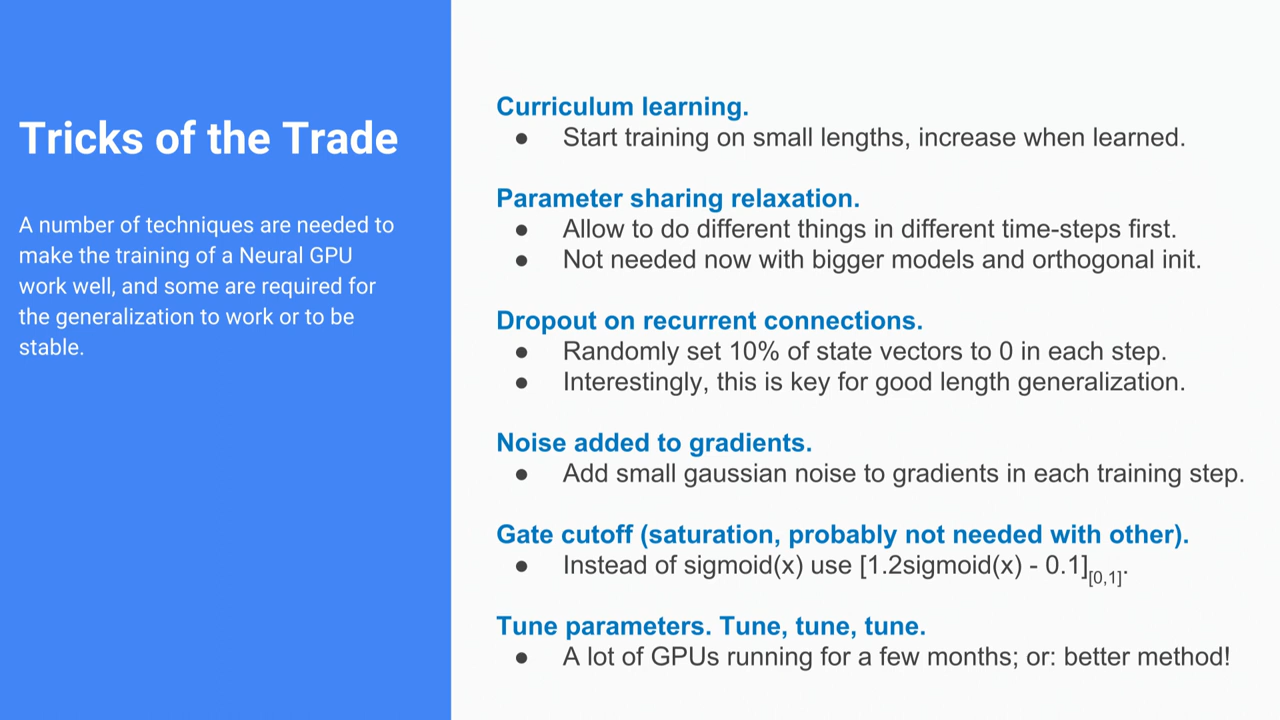 Tricks of the Trade
A number of techniques are needed to
make the training of a Neural GPU
work well, and some are required for
the generalization to work or to be
stable.
Curriculum learning.
● Start training on small lengths, increase when learned.
Parameter sharing relaxation.
● Allow to do different things in different time-steps first.
● Not needed now with bigger models and orthogonal init.
Dropout on recurrent connections.
● Randomly set 10% of state vectors to 0 in each step.
● Interestingly, this is key for good length generalization.
Noise added to gradients.
● Add small gaussian noise to gradients in each training step.
Gate cutoff (saturation, probably not needed with other).
● Instead of sigmoid(x) use [1.2sigmoid(x) - 0.1][0,1].
Tune parameters. Tune, tune, tune.
● A lot of GPUs running for a few months; or: better method!